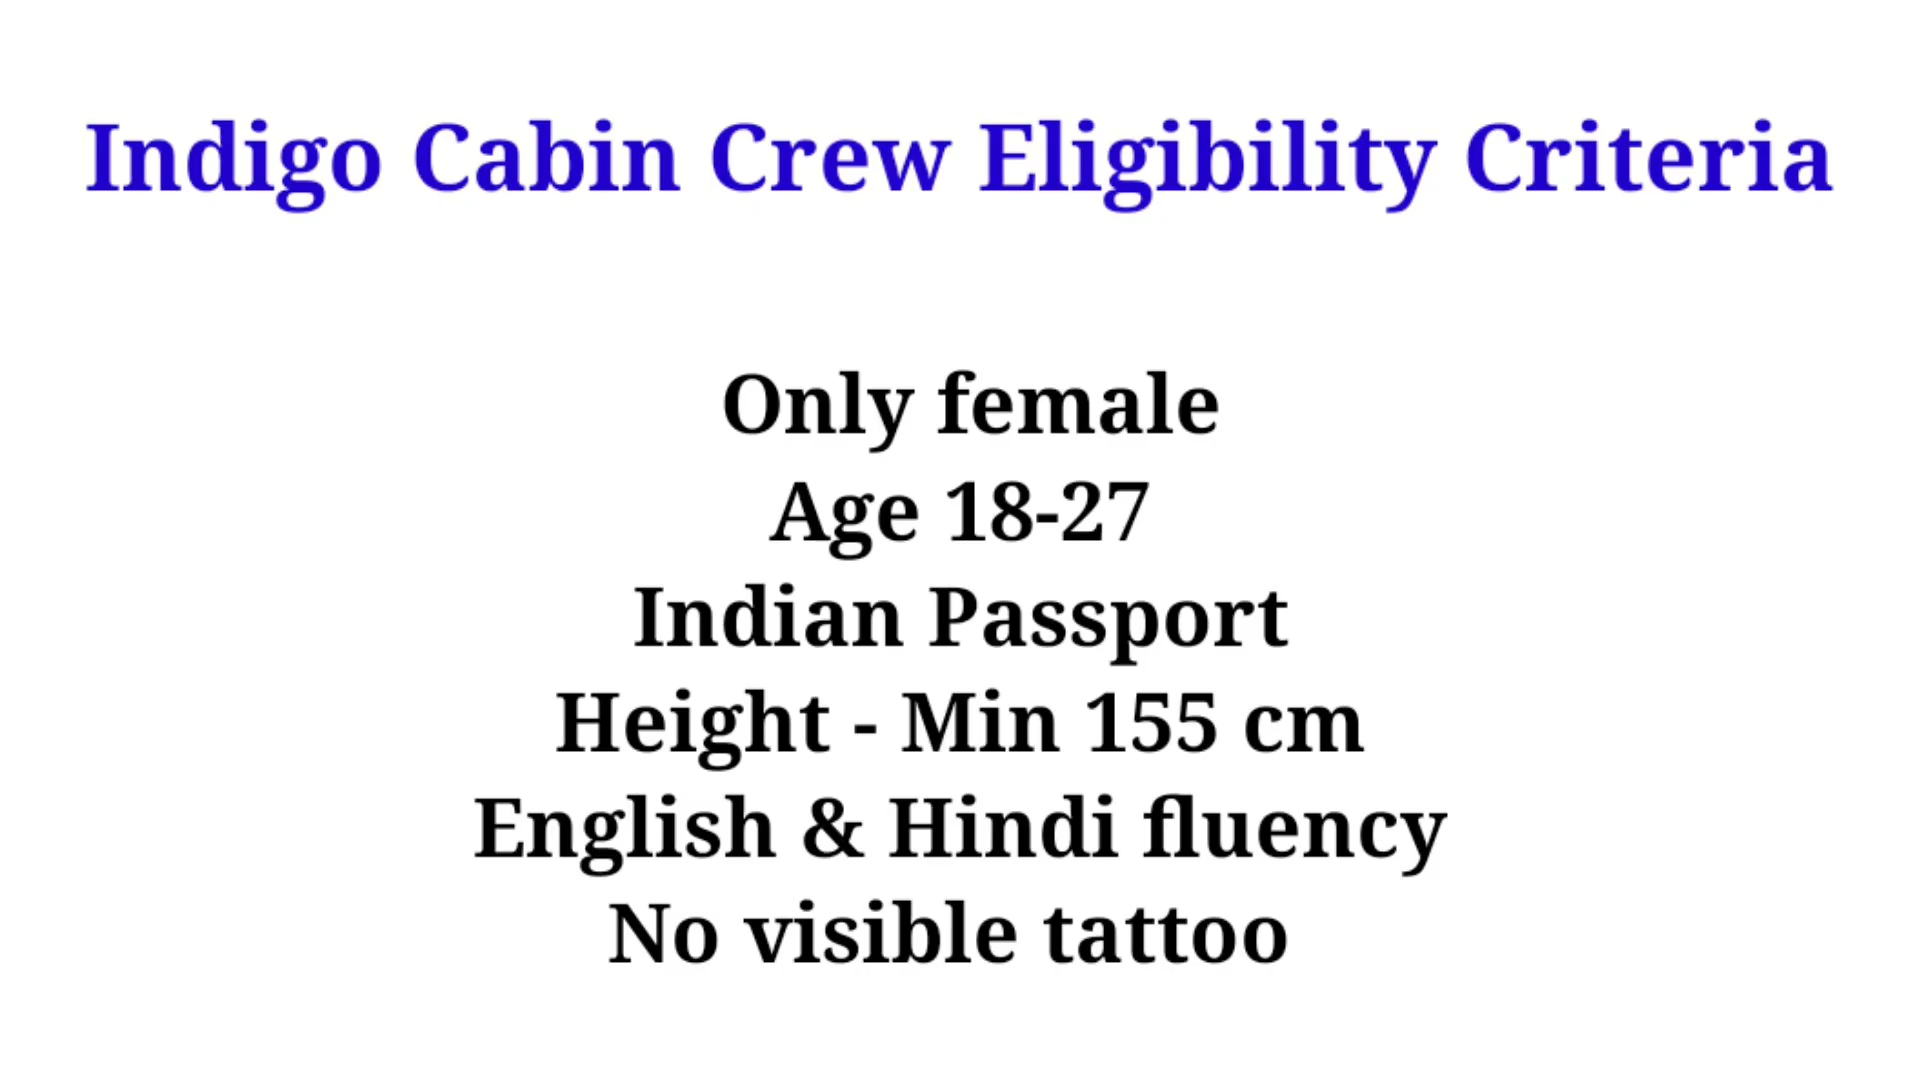 Indigo Cabin Crew Eligibility Criteria
Only female
Age 18-27
Indian Passport
Height - Min 155 cm
English & Hindi fluency
No visible tattoo